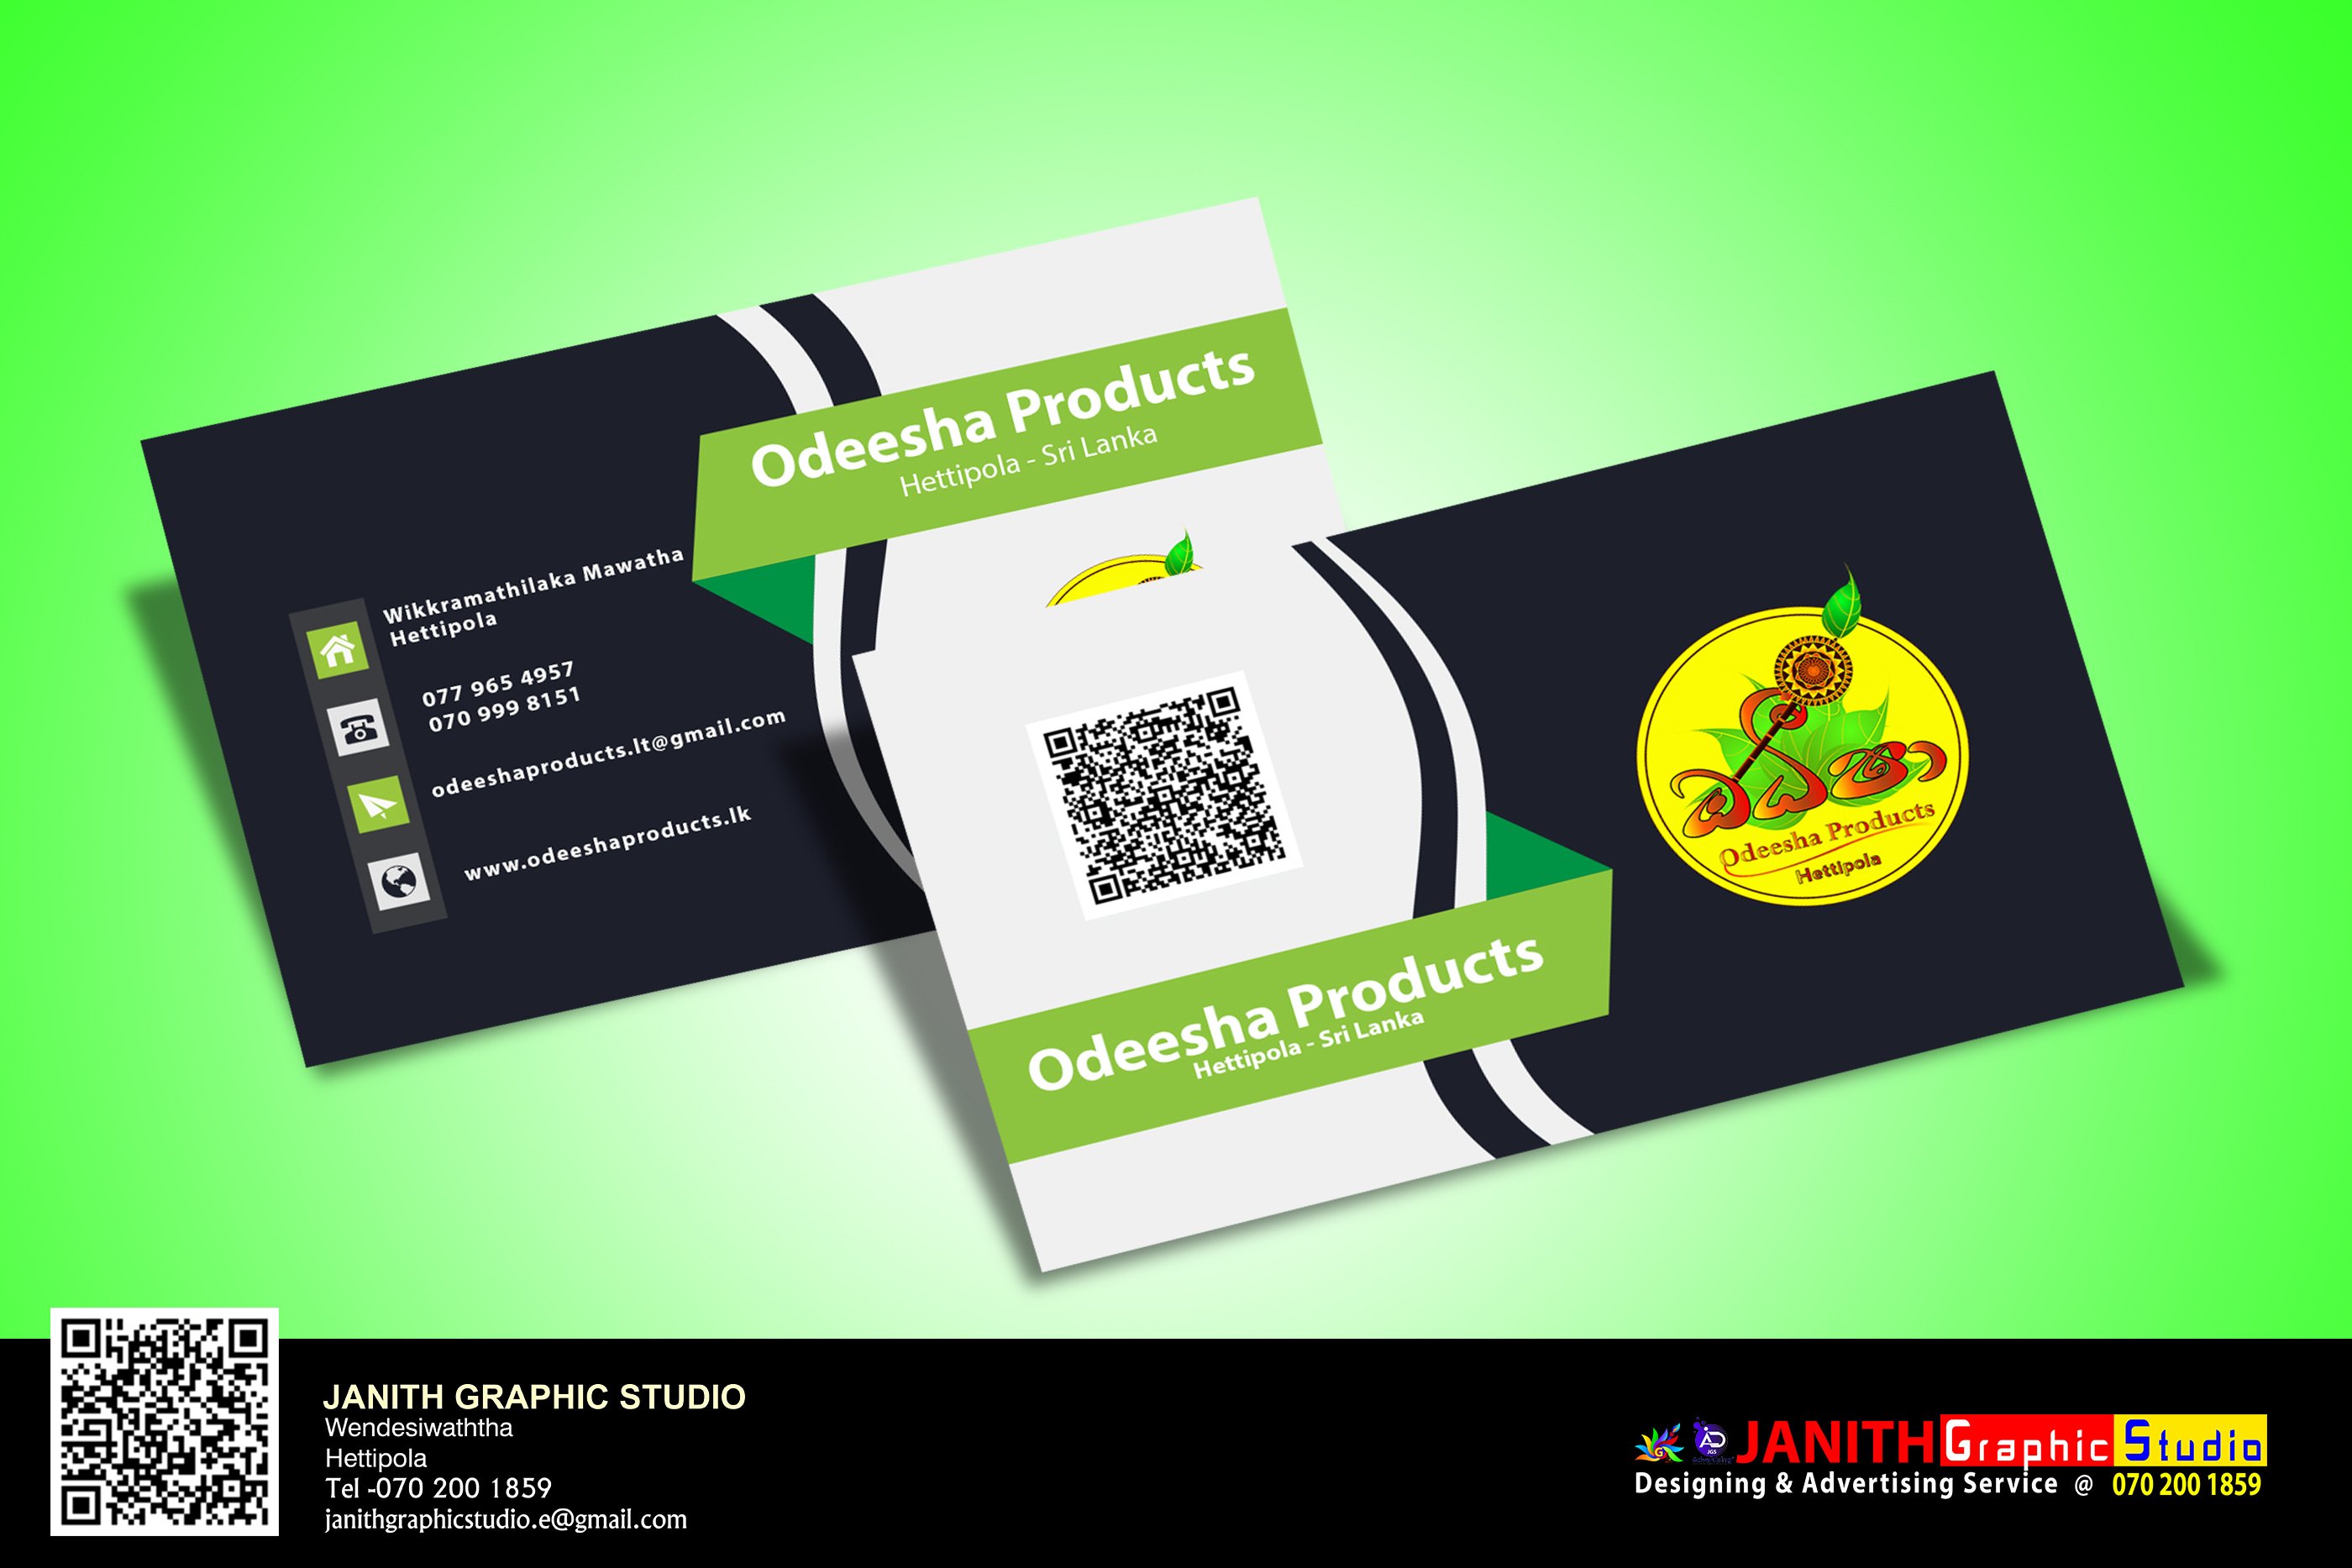 Odeesha Products
Hettipola - Sri Lanka
Wikkramathilaka Mawatha
Hettipola
077 965 4957
070 999 8151
odeeshaproducts.lt@gmail.com
www.odeeshaproducts.lk
Odeesha Products
Hettipola - Sri Lanka
ඔදීෂා
Odeesha Products
Hettipola
JANITH GRAPHIC STUDIO
Wendesiwaththa
Hettipola
Tel -070 200 1859
janithgraphicstudio.e@gmail.com
JANITH Graphic Studio
Designing & Advertising Service @ 070 200 1859